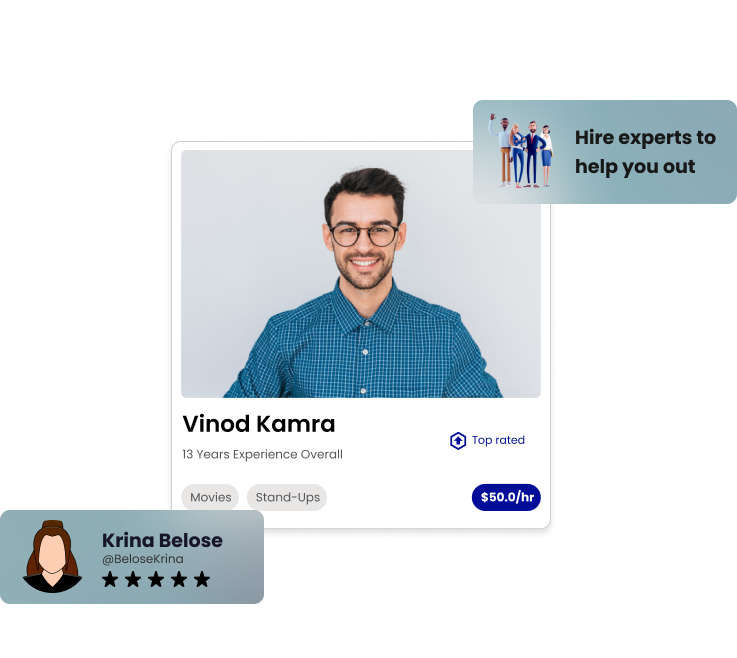 Hire experts to
help you out
Vinod Kamra
13 Years Experience Overall
Top rated
Movies
Stand-Ups
$50.0/hr
Krina Belose
@BeloseKrina